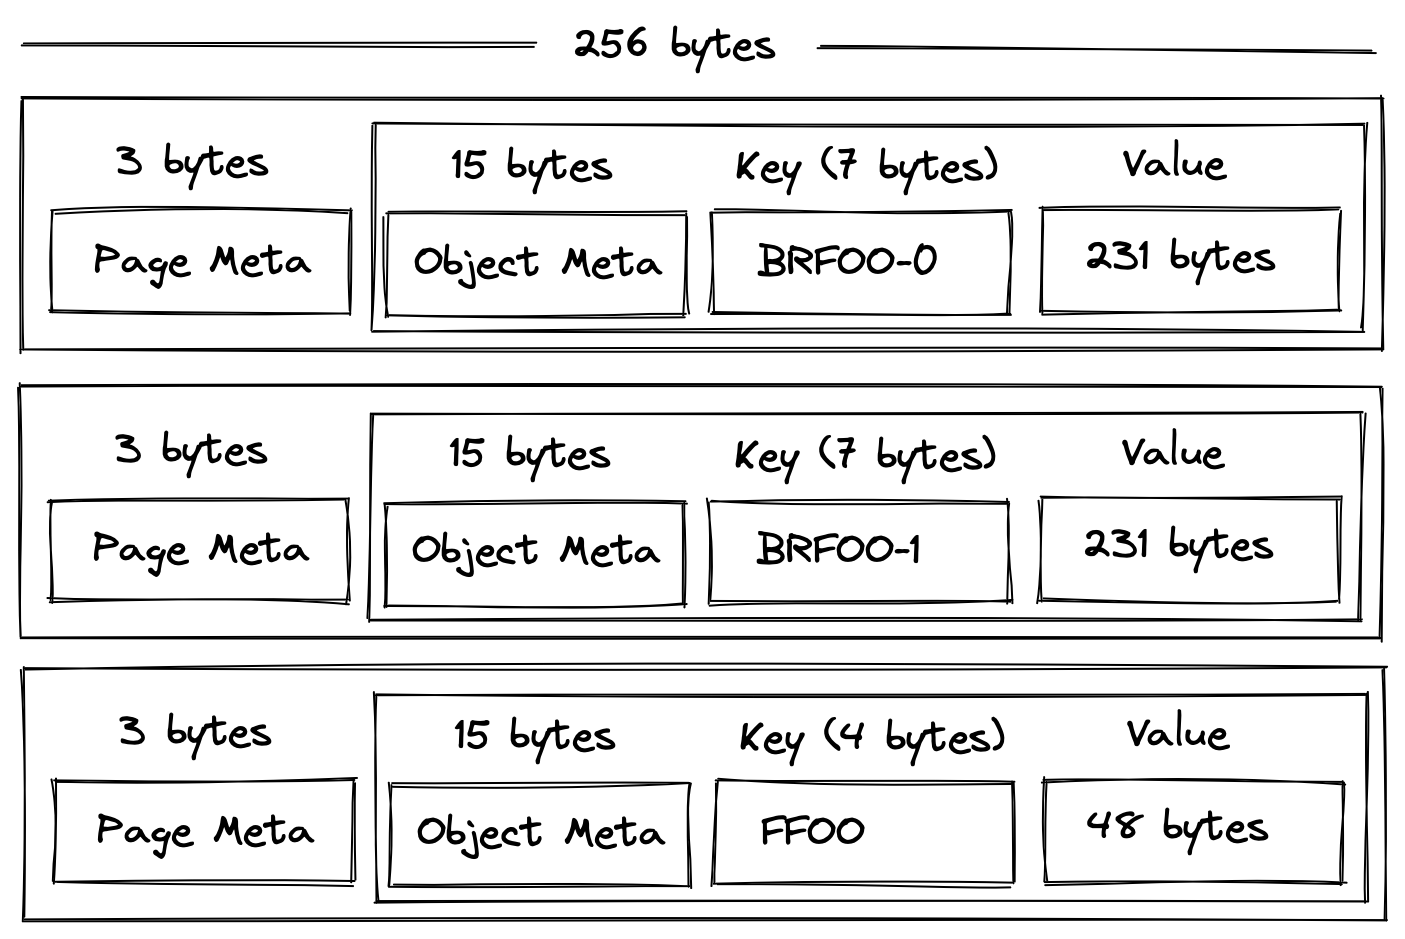 256 bytes
3 bytes 15 bytes Key (7 bytes) Value
Page Meta Object Meta BRFOO-0 231 bytes
3 bytes 15 bytes Key (7 bytes) Value
Page Meta Object Meta BRFOO-1 231 bytes
3 bytes 15 bytes Key (4 bytes) Value
Page Meta Object Meta FFOO 48 bytes